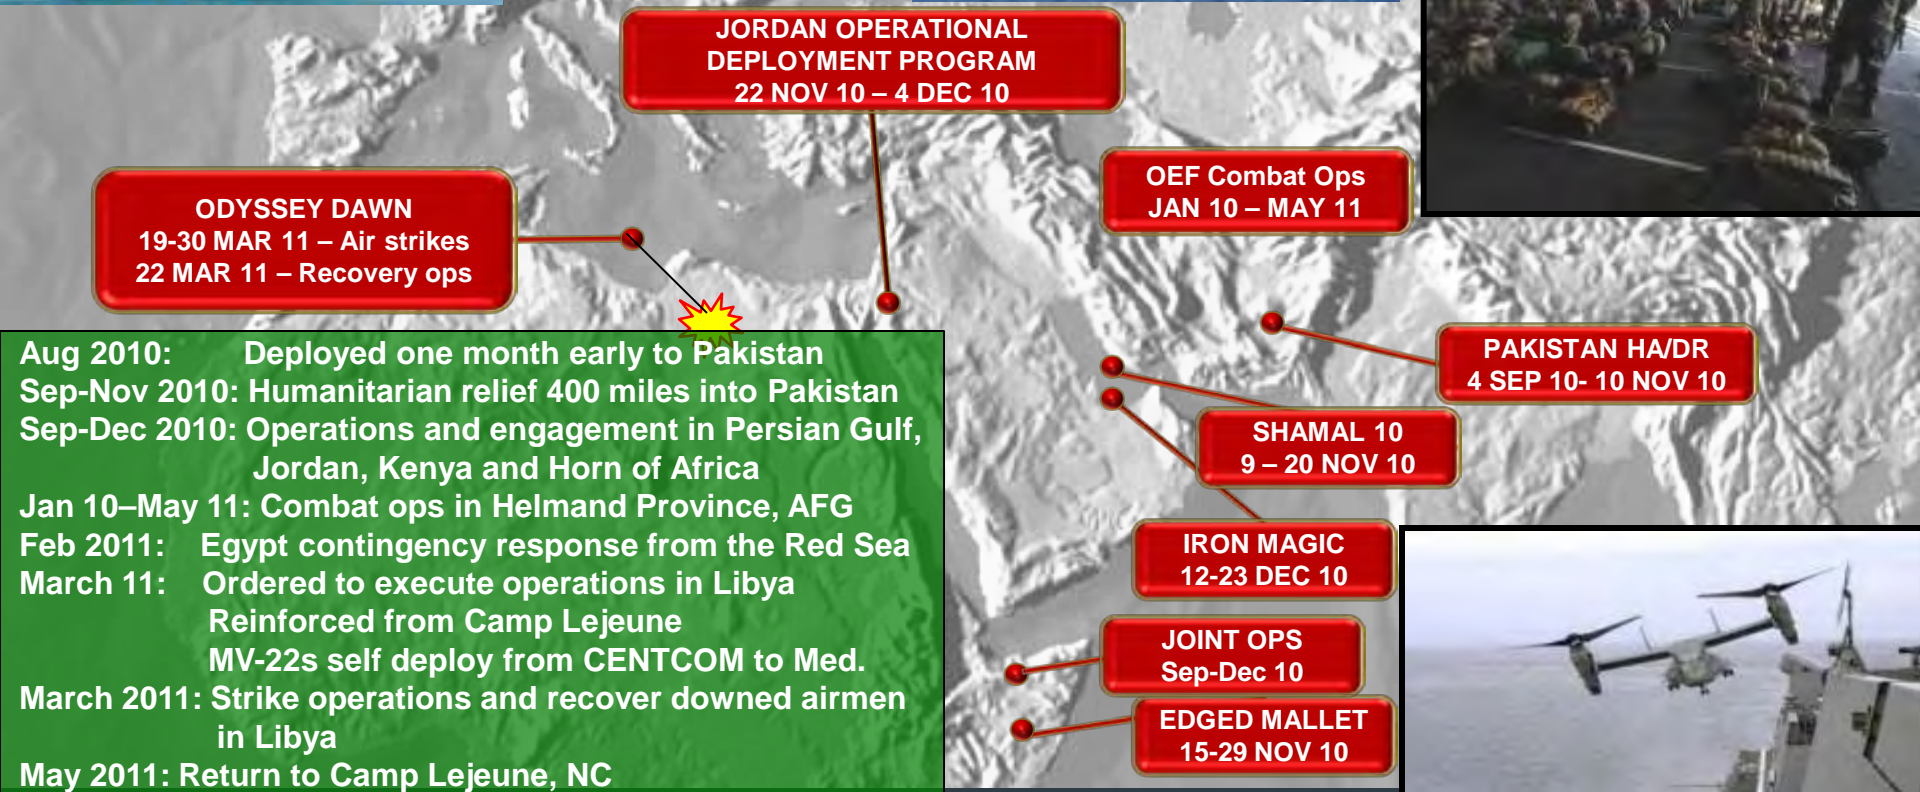 JORDAN OPERATIONAL
DEPLOYMENT PROGRAM
22 NOV 10 – 4 DEC 10
OEF Combat Ops
JAN 10 – MAY 11
ODYSSEY DAWN
19-30 MAR 11 – Air strikes
22 MAR 11 – Recovery ops
PAKISTAN HA/DR
4 SEP 10- 10 NOV 10
SHAMAL 10
9 – 20 NOV 10
IRON MAGIC
12-23 DEC 10
JOINT OPS
Sep-Dec 10
EDGED MALLET
15-29 NOV 10
Aug 2010: Deployed one month early to Pakistan
Sep-Nov 2010: Humanitarian relief 400 miles into Pakistan
Sep-Dec 2010: Operations and engagement in Persian Gulf,
Jordan, Kenya and Horn of Africa
Jan 10–May 11: Combat ops in Helmand Province, AFG
Feb 2011: Egypt contingency response from the Red Sea
March 11: Ordered to execute operations in Libya
Reinforced from Camp Lejeune
MV-22s self deploy from CENTCOM to Med.
March 2011: Strike operations and recover downed airmen
in Libya
May 2011: Return to Camp Lejeune, NC